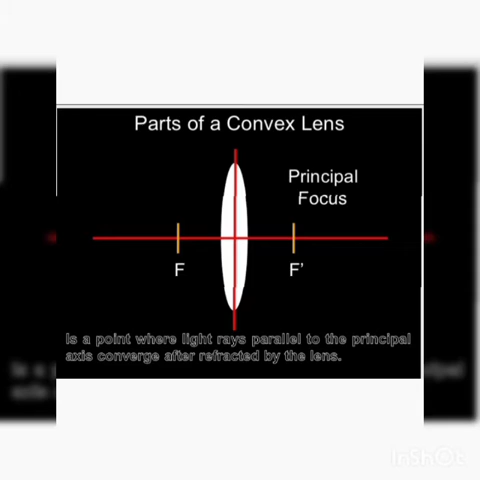 Parts of a Convex Lens
Principal
Focus
F
F'
Is a point where light rays parallel to the principal
axis converge after refracted by the lens.
InShot